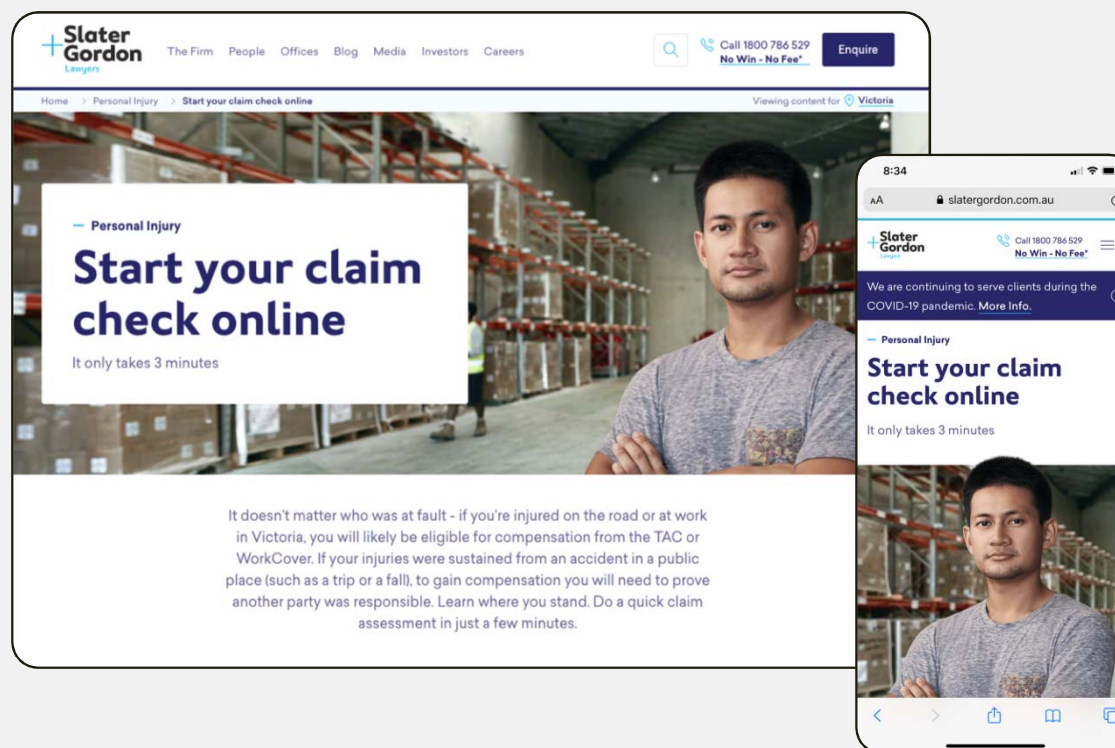 Slater
Gordon
Lawyers
The Firm People Offices Blog Media Investors Careers
Call 1800 786 529
No Win - No Fee*
Enquire
Home > Personal Injury > Start your claim check online
Viewing content for Victoria
Personal Injury
Start your claim
check online
It only takes 3 minutes
It doesn't matter who was at fault - if you're injured on the road or at work
in Victoria, you will likely be eligible for compensation from the TAC or
WorkCover. If your injuries were sustained from an accident in a public
place (such as a trip or a fall), to gain compensation you will need to prove
another party was responsible. Learn where you stand. Do a quick claim
assessment in just a few minutes.
8:34
AA slatergordon.com.au
Slater
Gordon
Lawyers
Call 1800 786 529
No Win - No Fee*
We are continuing to serve clients during the
COVID-19 pandemic. More Info.
Personal Injury
Start your claim
check online
It only takes 3 minutes